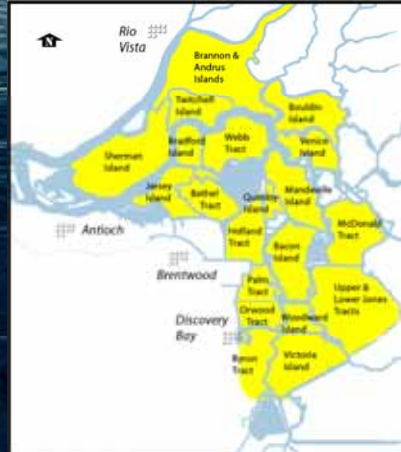 Rio
Vista
N
Brannon &
Andrus
Islands
Twitchell
Island
Bouldin
Island
Bradford
Island
Webb
Tract
Venice
Island
Sherman
Island
Jersey
Island
Bethel
Tract
Quimby
Island
Mandeville
Island
McDonald
Tract
Antioch
Holland
Tract
Bacon
Island
Brentwood
Palm
Tract
Upper &
Lower Jones
Tracts
Orwood
Tract
Woodward
Island
Discovery
Bay
Byron
Tract
Victoria
Island